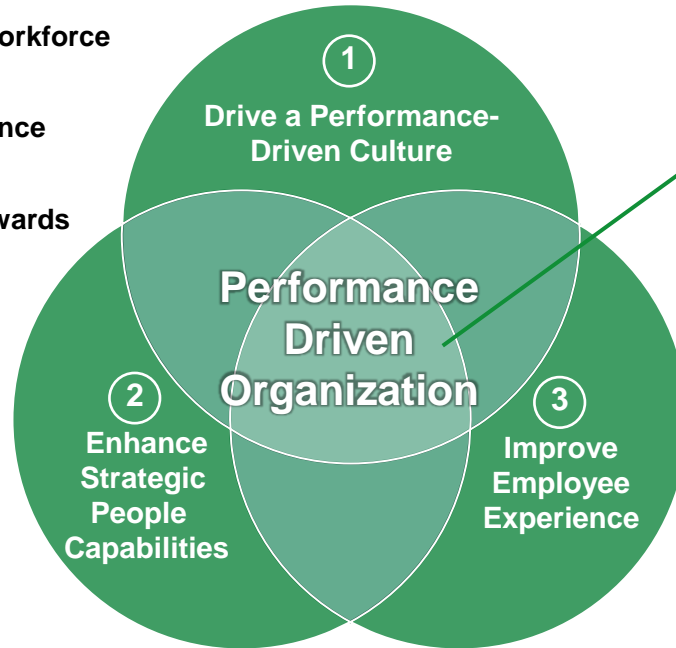 orkforce
ance
wards
1
Drive a Performance-
Driven Culture
Performance
Driven
Organization
2
Enhance
Strategic
People
Capabilities
3
Improve
Employee
Experience